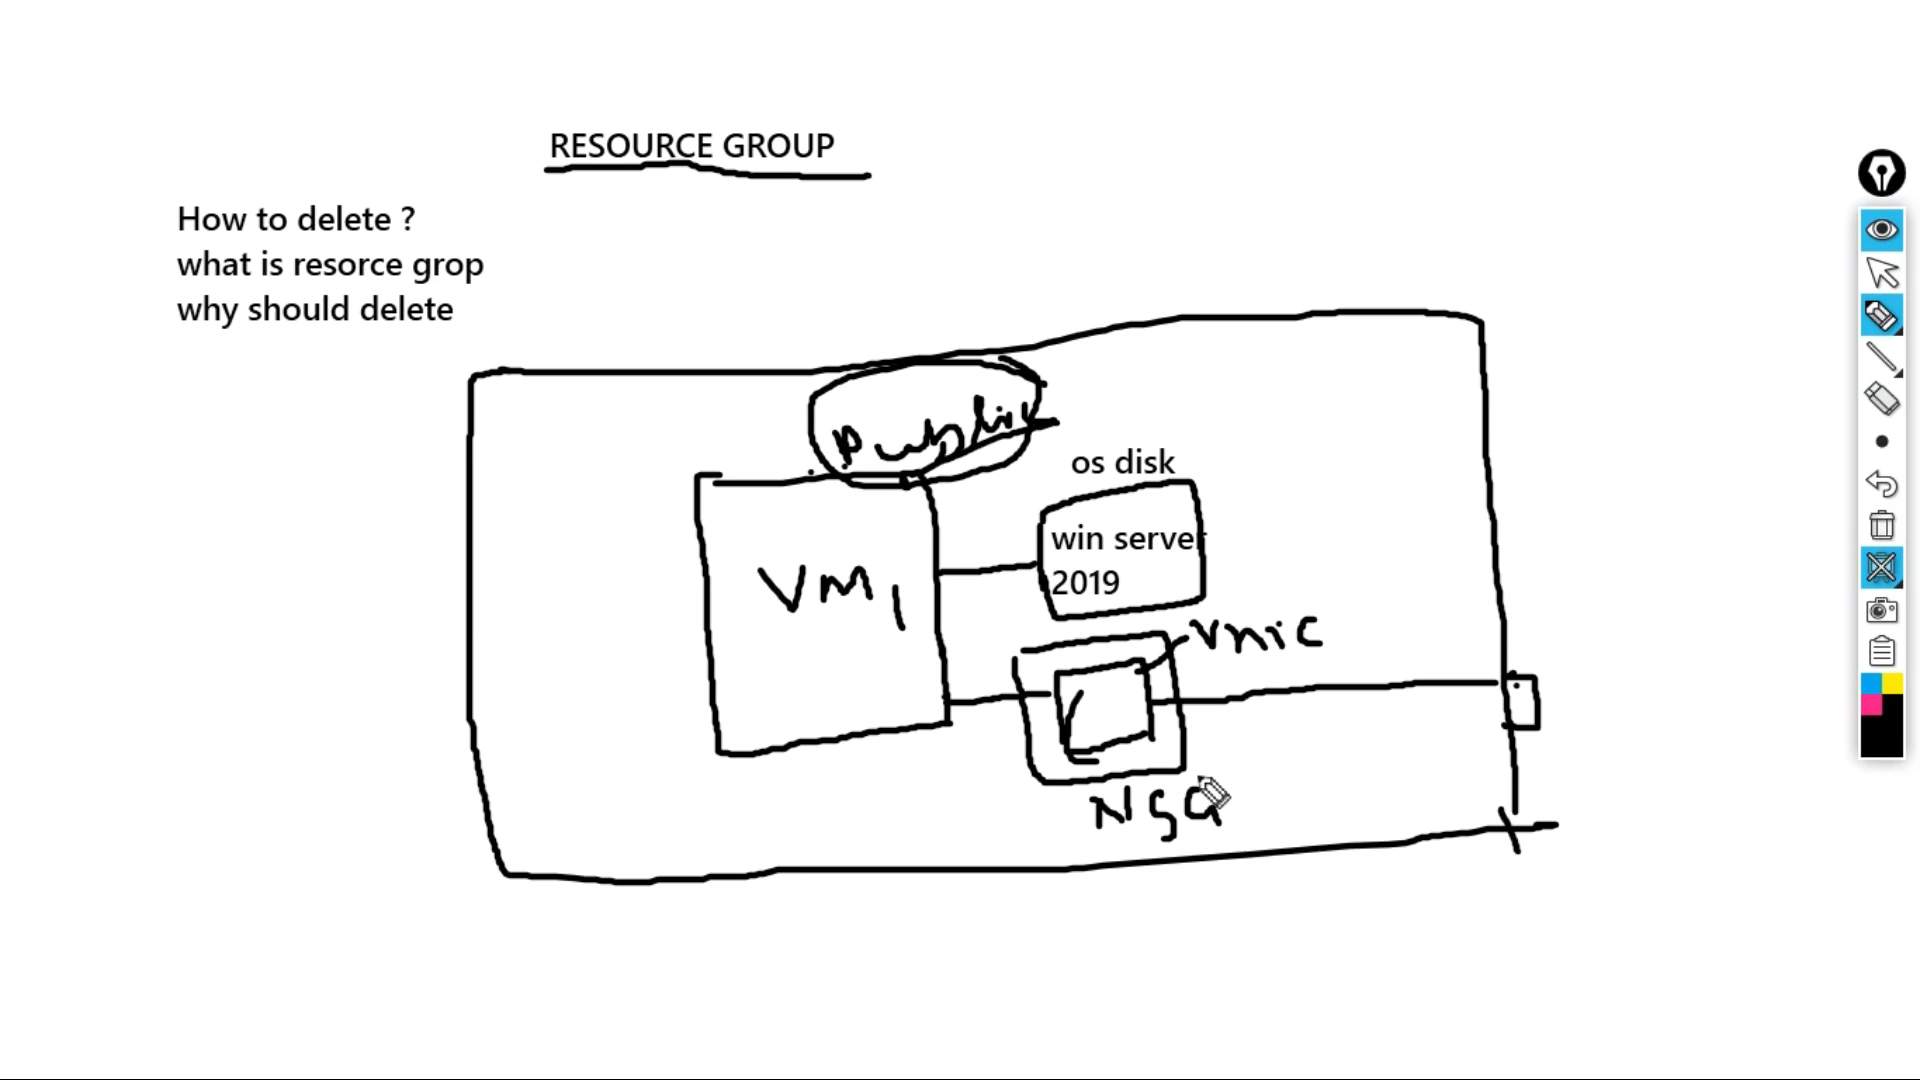 RESOURCE GROUP
How to delete ?
what is resorce grop
why should delete
public
os disk
win server
2019
VM1
vnic
NSG